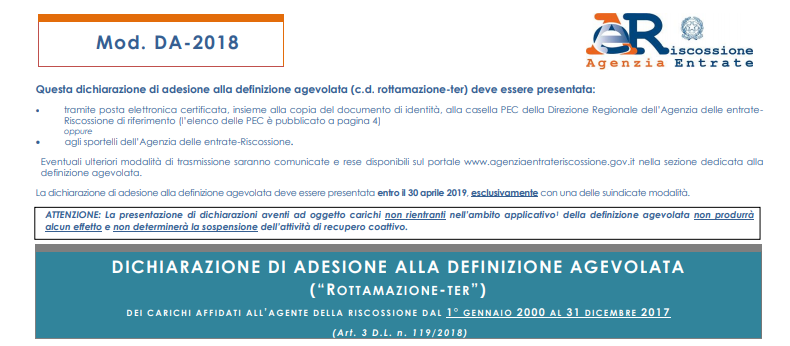 Mod. DA-2018
AeR iscossione
Agenzia Entrate
Questa dichiarazione di adesione alla definizione agevolata (c.d. rottamazione-ter) deve essere presentata:
• tramite posta elettronica certificata, insieme alla copia del documento di identità, alla casella PEC della Direzione Regionale dell’Agenzia delle entrate-
Riscossione di riferimento (l’elenco delle PEC è pubblicato a pagina 4)
oppure
• agli sportelli dell’Agenzia delle entrate-Riscossione.
Eventuali ulteriori modalità di trasmissione saranno comunicate e rese disponibili sul portale www.agenziaentrateriscossione.gov.it nella sezione dedicata alla
definizione agevolata.
La dichiarazione di adesione alla definizione agevolata deve essere presentata entro il 30 aprile 2019, esclusivamente con una delle suindicate modalità.
ATTENZIONE: La presentazione di dichiarazioni aventi ad oggetto carichi non rientranti nell’ambito applicativo¹ della definizione agevolata non produrrà
alcun effetto e non determinerà la sospensione dell’attività di recupero coattivo.
DICHIARAZIONE DI ADESIONE ALLA DEFINIZIONE AGEVOLATA
(“ROTTAMAZIONE-TER”)
DEI CARICHI AFFIDATI ALL’AGENTE DELLA RISCOSSIONE DAL 1° GENNAIO 2000 AL 31 DICEMBRE 2017
(Art. 3 D.L. n. 119/2018)